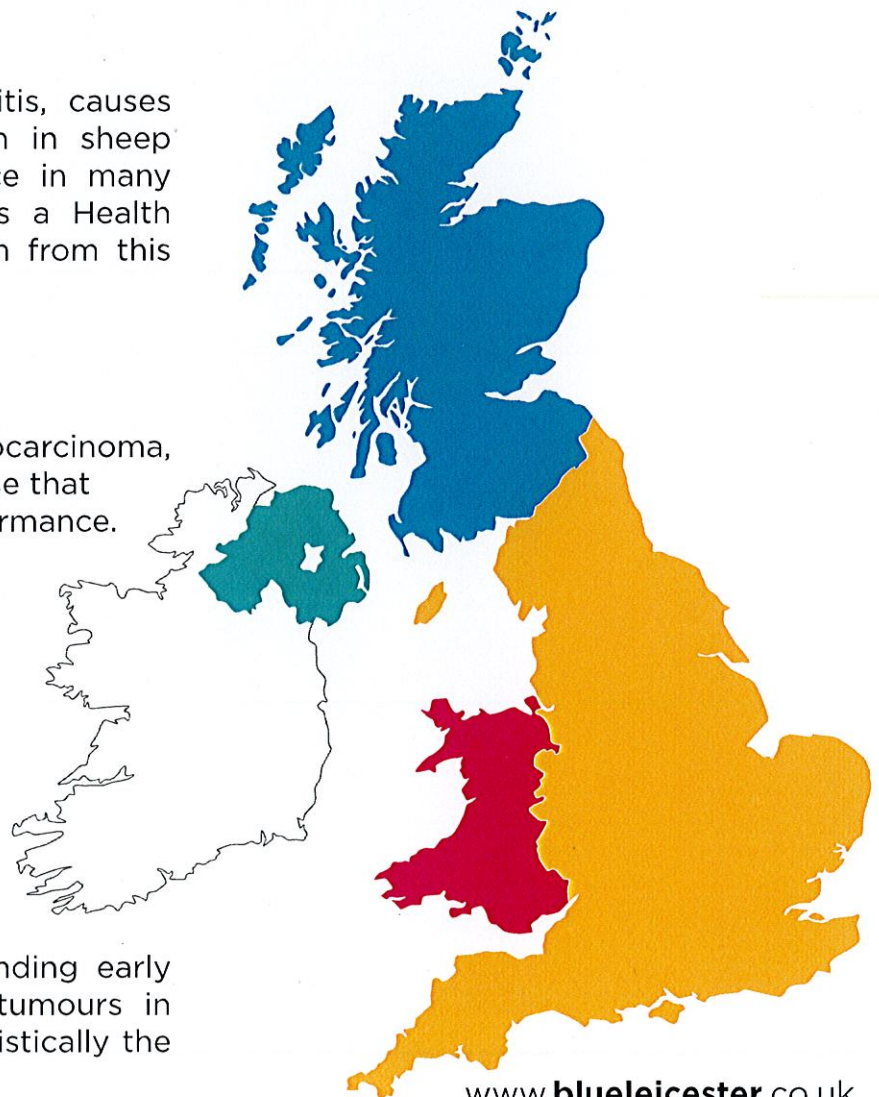 itis, causes
in sheep
ce in many
s a Health
from this
ocarcinoma,
e that
rmance.
nding early
tumours in
istically the
www.blueleicester.co.uk